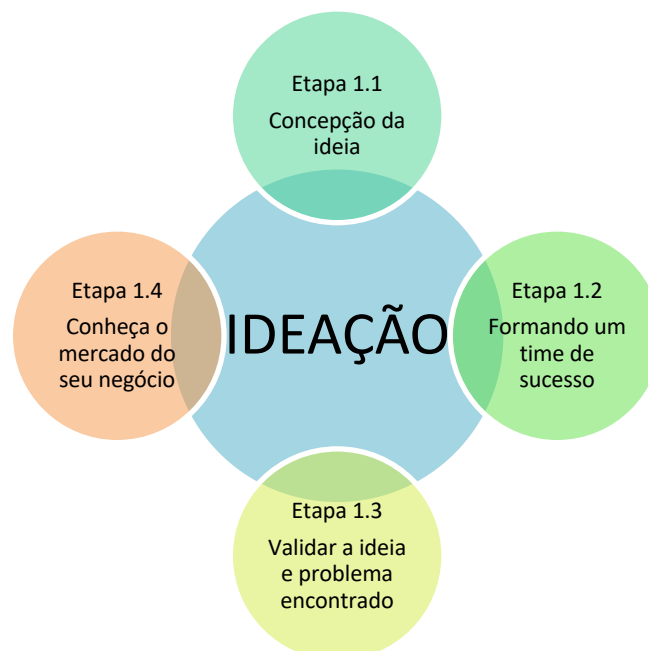 Etapa 1.1
Concepção da
ideia
Etapa 1.4
Conheça o
mercado do
seu negócio
IDEAÇÃO
Etapa 1.2
Formando um
time de
sucesso
Etapa 1.3
Validar a ideia
e problema
encontrado